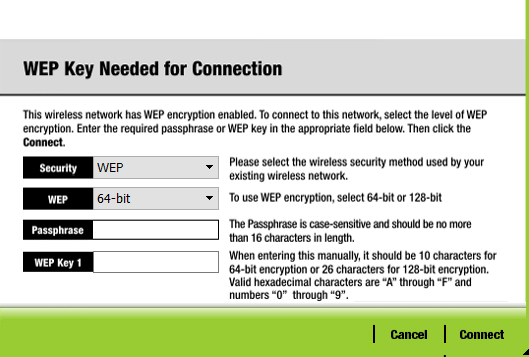 WEP Key Needed for Connection
This wireless network has WEP encryption enabled. To connect to this network, select the level of WEP
encryption. Enter the required passphrase or WEP key in the appropriate field below. Then click the
Connect.
Security WEP Please select the wireless security method used by your
existing wireless network.
WEP 64-bit To use WEP encryption, select 64-bit or 128-bit
Passphrase The Passphrase is case-sensitive and should be no more
than 16 characters in length.
WEP Key 1 When entering this manually, it should be 10 characters for
64-bit encryption or 26 characters for 128-bit encryption.
Valid hexadecimal characters are “A” through “F” and
numbers “0” through “9”.
Cancel Connect